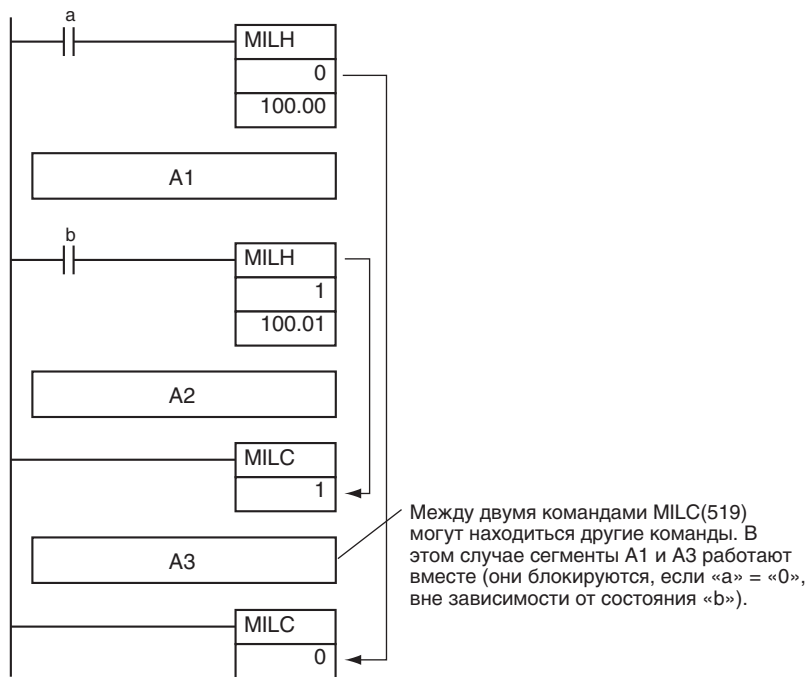 a
MILH
0
100.00
A1
b
MILH
1
100.01
A2
MILC
1
Между двумя командами MILC(519)
могут находиться другие команды. В
этом случае сегменты A1 и A3 работают
вместе (они блокируются, если «a» = «0»,
вне зависимости от состояния «b»).
A3
MILC
0